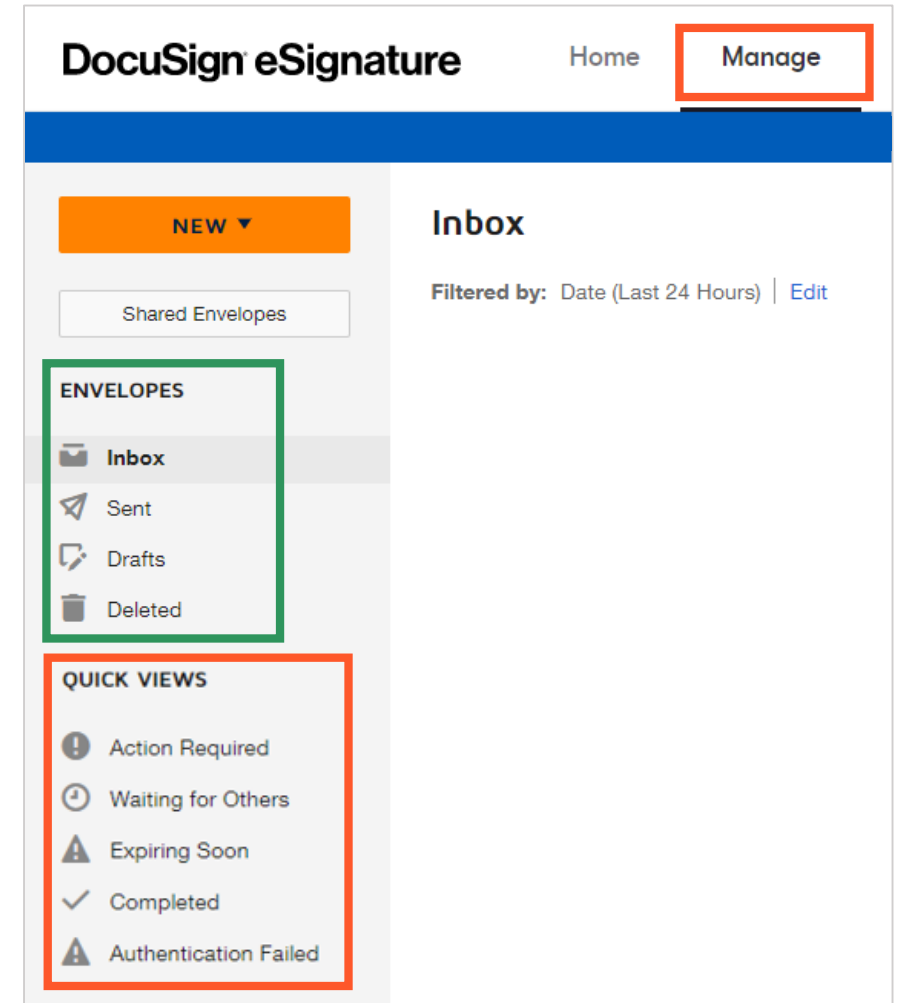 DocuSign eSignature Home Manage
NEW
Shared Envelopes
ENVELOPES
Inbox
Sent
Drafts
Deleted
QUICK VIEWS
Action Required
Waiting for Others
Expiring Soon
Completed
Authentication Failed
Inbox
Filtered by: Date (Last 24 Hours) | Edit